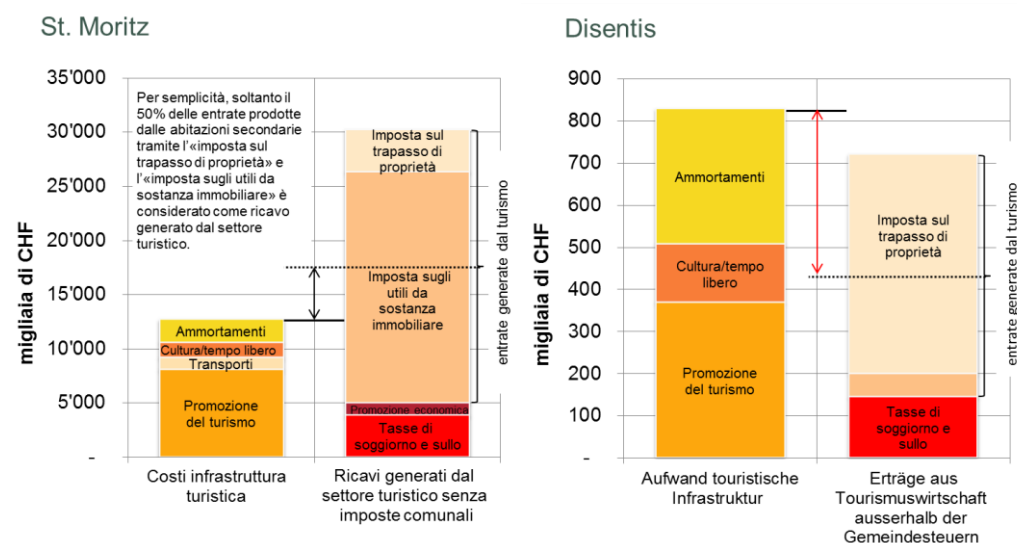 St. Moritz
35'000
30'000
25'000
20'000
15'000
10'000
5'000
-
migliaia di CHF
Per semplicità, soltanto il
50% delle entrate prodotte
dalle abitazioni secondarie
tramite l'«imposta sul
trapasso di proprietà» e
l'«imposta sugli utili da
sostanza immobiliare» è
considerato come ricavo
generato dal settore
turistico.
Ammortamenti
Cultura/tempo libero
Transporti
Promozione
del turismo
Imposta sul
trapasso di
proprietà
Imposta sugli
utili da
sostanza
immobiliare
Promozione economica
Tasse di
soggiorno e sullo
entrate generate dal turismo
Costi infrastruttura
turistica
Ricavi generati dal
settore turistico senza
imposte comunali
Disentis
900
800
700
600
500
400
300
200
100
-
migliaia di CHF
Ammortamenti
Cultura/tempo
libero
Promozione
del turismo
Imposta sul
trapasso di
proprietà
Tasse di
soggiorno e
sullo
entrate generate dal turismo
Aufwand touristische
Infrastruktur
Erträge aus
Tourismuswirtschaft
ausserhalb der
Gemeindesteuern